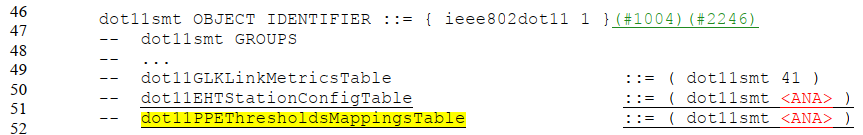 46
47 dot11smt OBJECT IDENTIFIER ::= { ieee802dot11 1 }(#1004)(#2246)
48 -- dot11smt GROUPS
49 -- ...
50 -- dot11GLKLinkMetricsTable ::= ( dot11smt 41 )
51 -- dot11EHTStationConfigTable ::= ( dot11smt <ANA> )
52 -- dot11PPEThresholdsMappingsTable ::= ( dot11smt <ANA> )